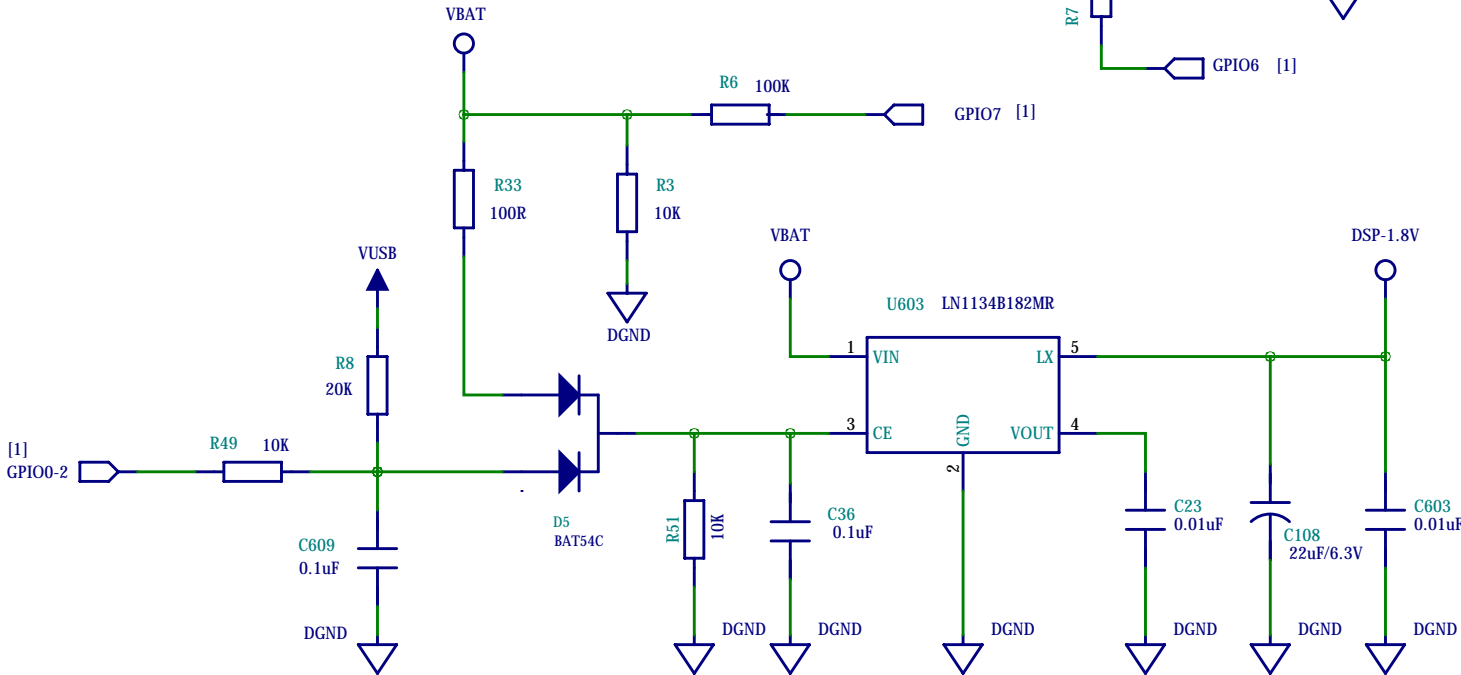 VBAT
R7
GPIO6 [1]
R6 100K
GPIO7 [1]
R33
100R
R3
10K
VBAT
DSP-1.8V
VUSB
U603 LN1134B182MR
DGND
1 VIN LX 5
R8
20K
3 CE GND VOUT 4
2
[1]
GPIO0-2
R49 10K
D5
BAT54C
R51 10K
C36
0.1uF
C23
0.01uF
C108
22uF/6.3V
C603
0.01uF
C609
0.1uF
DGND
DGND
DGND
DGND
DGND
DGND
DGND